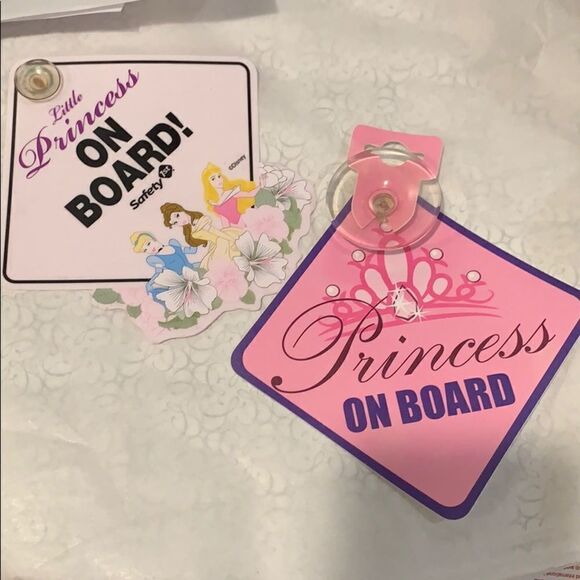 Little
Princess
ON
BOARD!
Safety 1st
©Disney
Princess
ON BOARD